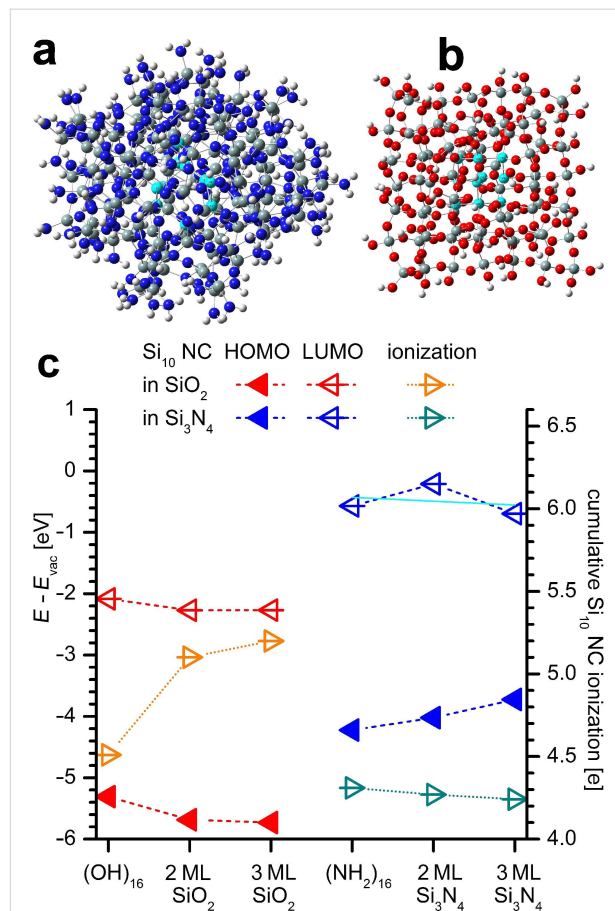 a
b
c
Si₁₀ NC HOMO LUMO ionization
in SiO₂
in Si₃N₄
1
0
-1
-2
-3
-4
-5
-6
E - E_vac [eV]
6.5
6.0
5.5
5.0
4.5
4.0
cumulative Si₁₀ NC ionization [e]
(OH)₁₆
2 ML
SiO₂
3 ML
SiO₂
(NH₂)₁₆
2 ML
Si₃N₄
3 ML
Si₃N₄